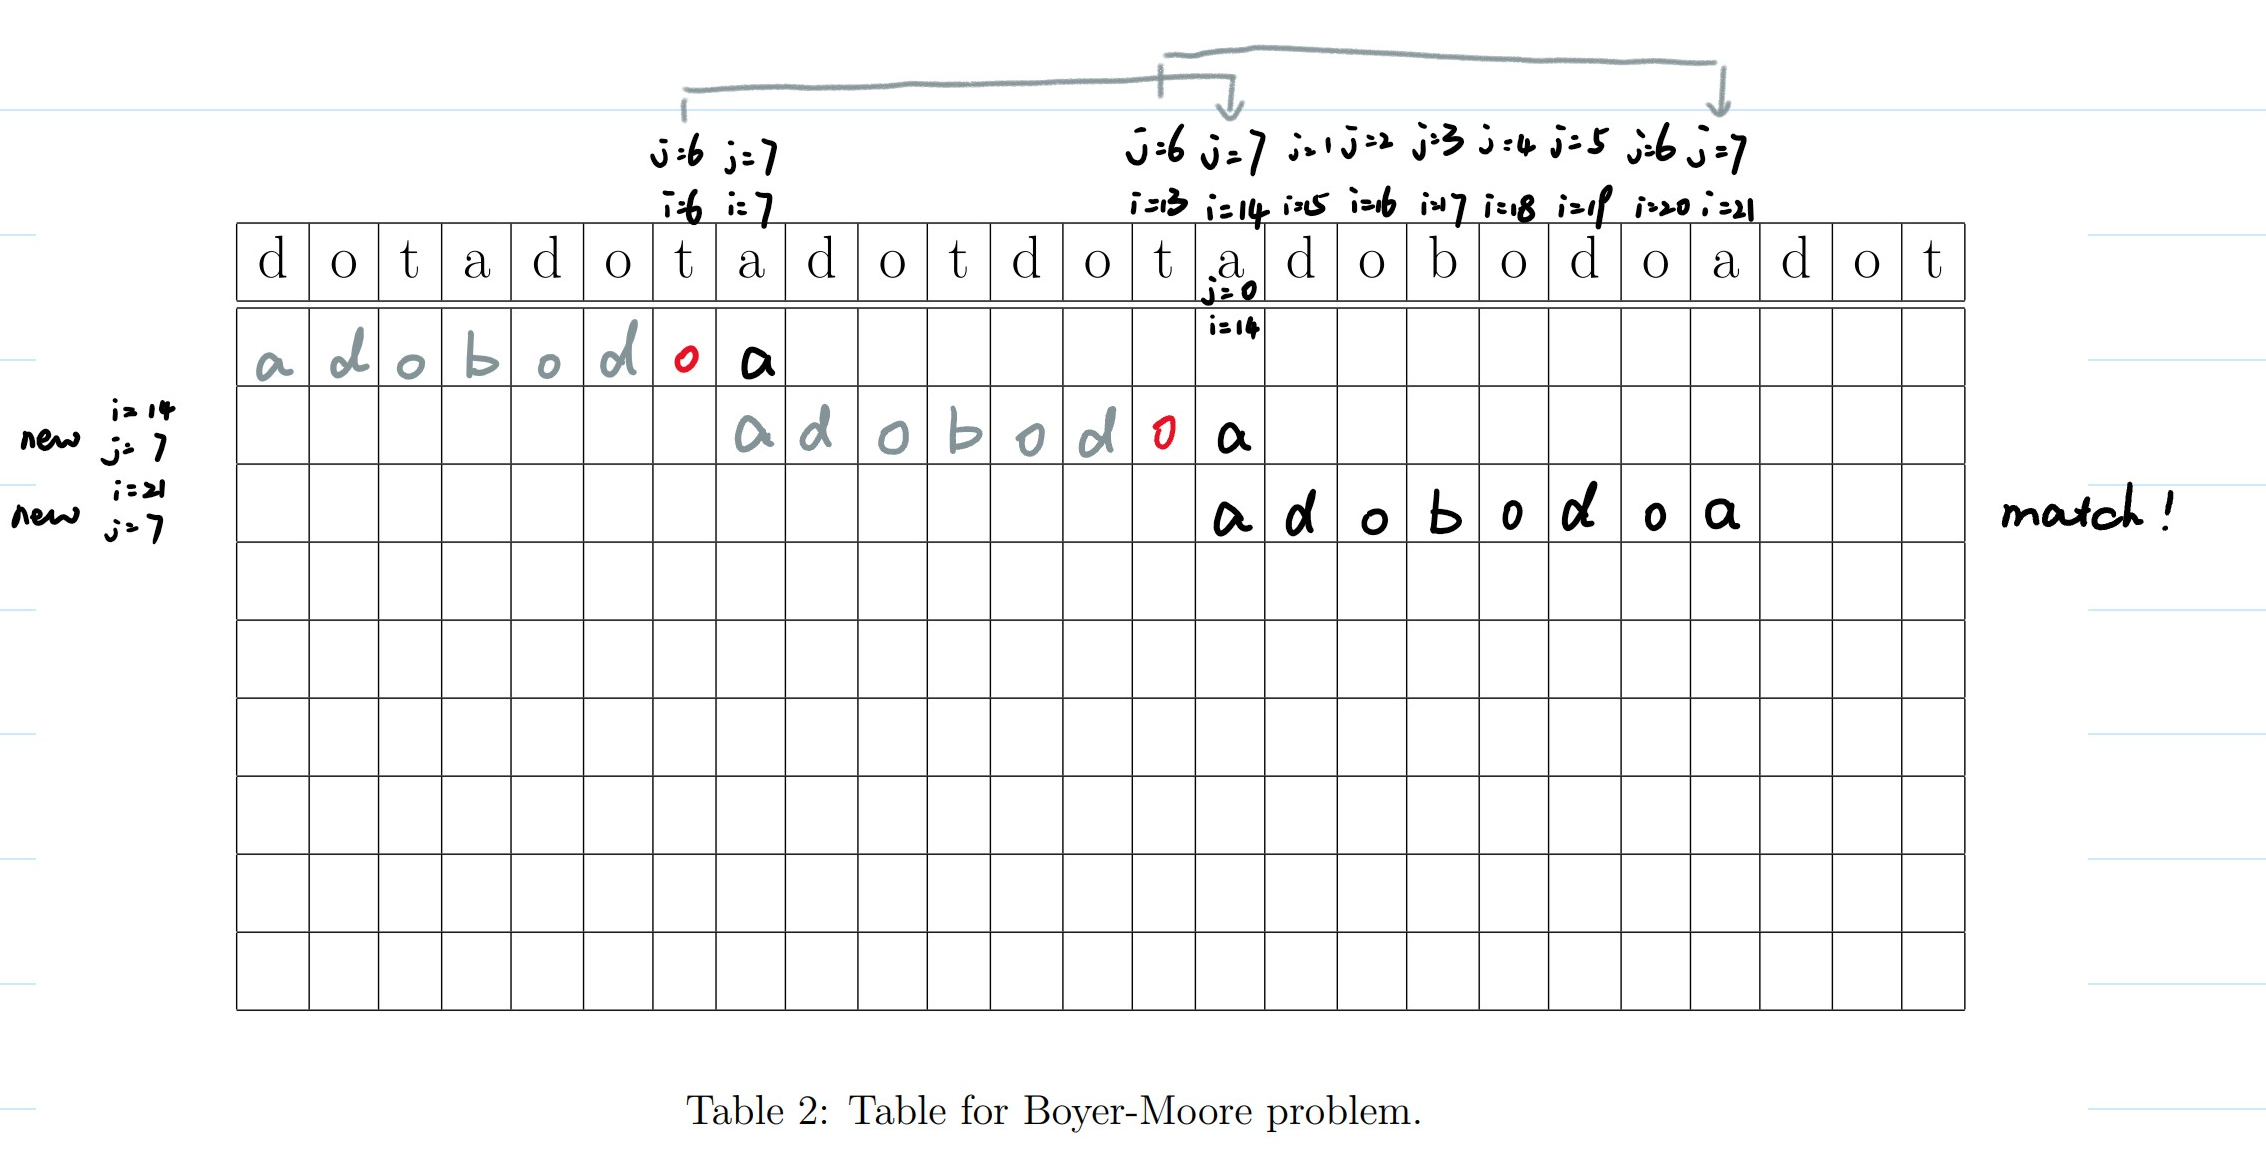 j=6 j=7 j=6 j=7 j=1 j=2 j=3 j=4 j=5 j=6 j=7
i=6 i=7 i=13 i=14 i=15 i=16 i=17 i=18 i=19 i=20 i=21
d o t a d o t a d o t d o t a d o b o d o a d o t
j=0
i=14
a d o b o d o a
i=14
new j=7
a d o b o d o a
i=21
new j=7
a d o b o d o a match!
Table 2: Table for Boyer-Moore problem.